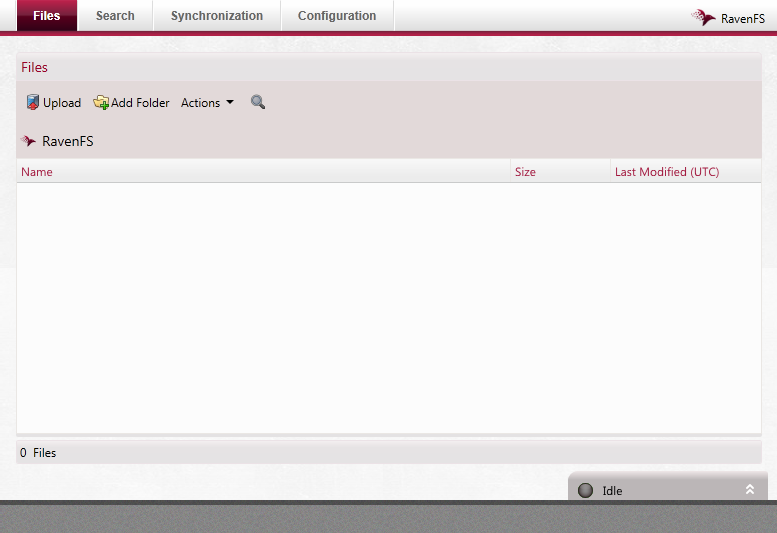 Files Search Synchronization Configuration RavenFS
Files
Upload Add Folder Actions
RavenFS
Name Size Last Modified (UTC)
0 Files
Idle